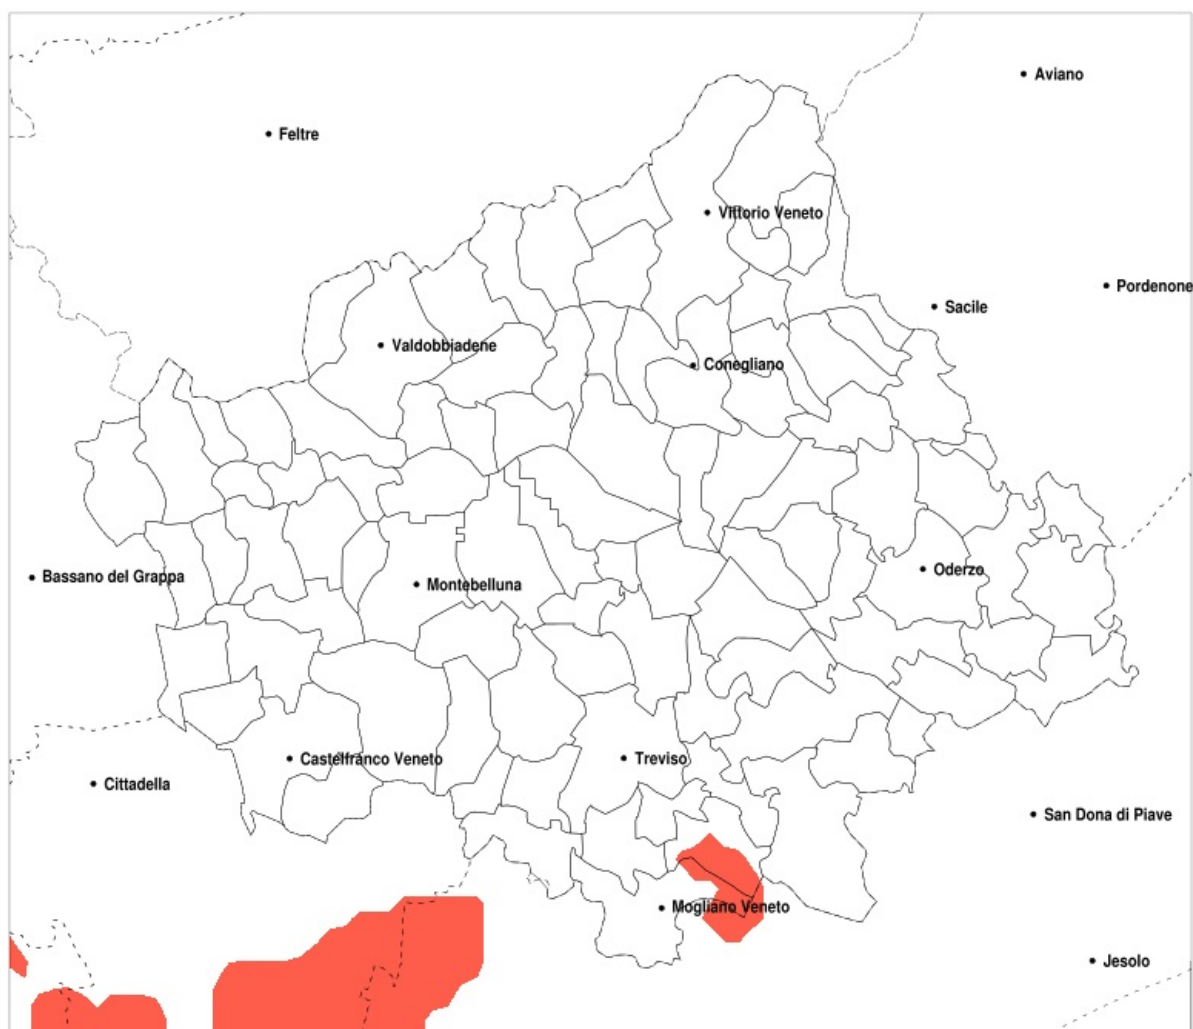 Aviano
Feltre
Vittorio Veneto
Pordenone
Sacile
Valdobbiadene
Conegliano
Bassano del Grappa
Oderzo
Montebelluna
Castelfranco Veneto
Treviso
Cittadella
San Dona di Piave
Mogliano Veneto
Jesolo